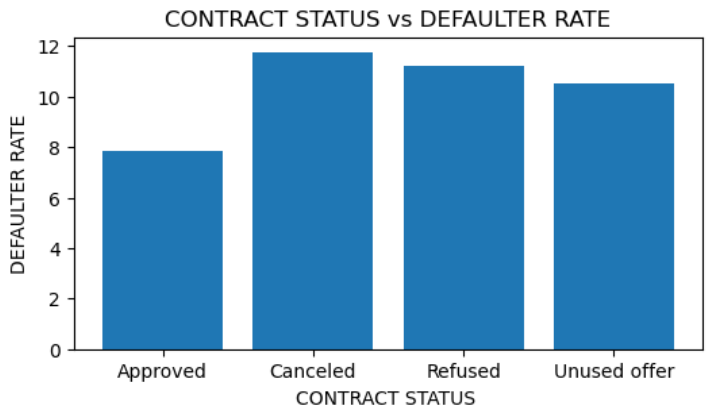 CONTRACT STATUS vs DEFAULTER RATE
DEFAULTER RATE
12
10
8
6
4
2
0
Approved Canceled Refused Unused offer
CONTRACT STATUS